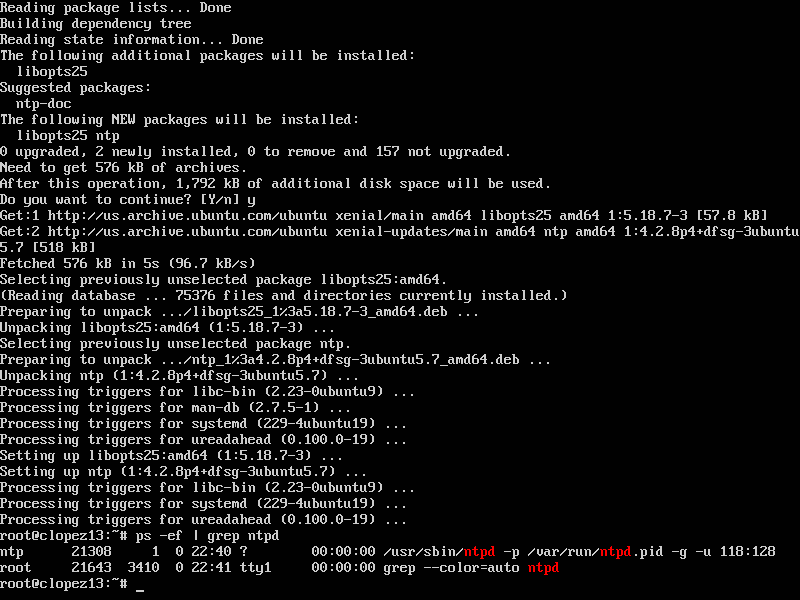 Reading package lists... Done
Building dependency tree
Reading state information... Done
The following additional packages will be installed:
  libopts25
Suggested packages:
  ntp-doc
The following NEW packages will be installed:
  libopts25 ntp
0 upgraded, 2 newly installed, 0 to remove and 157 not upgraded.
Need to get 576 kB of archives.
After this operation, 1,792 kB of additional disk space will be used.
Do you want to continue? [Y/n] y
Get:1 http://us.archive.ubuntu.com/ubuntu xenial/main amd64 libopts25 amd64 1:5.18.7-3 [57.8 kB]
Get:2 http://us.archive.ubuntu.com/ubuntu xenial-updates/main amd64 ntp amd64 1:4.2.8p4+dfsg-3ubuntu
5.7 [518 kB]
Fetched 576 kB in 5s (96.7 kB/s)
Selecting previously unselected package libopts25:amd64.
(Reading database ... 75376 files and directories currently installed.)
Preparing to unpack .../libopts25_1%3a5.18.7-3_amd64.deb ...
Unpacking libopts25:amd64 (1:5.18.7-3) ...
Selecting previously unselected package ntp.
Preparing to unpack .../ntp_1%3a4.2.8p4+dfsg-3ubuntu5.7_amd64.deb ...
Unpacking ntp (1:4.2.8p4+dfsg-3ubuntu5.7) ...
Processing triggers for libc-bin (2.23-0ubuntu9) ...
Processing triggers for man-db (2.7.5-1) ...
Processing triggers for systemd (229-4ubuntu19) ...
Processing triggers for ureadahead (0.100.0-19) ...
Setting up libopts25:amd64 (1:5.18.7-3) ...
Setting up ntp (1:4.2.8p4+dfsg-3ubuntu5.7) ...
Processing triggers for libc-bin (2.23-0ubuntu9) ...
Processing triggers for systemd (229-4ubuntu19) ...
Processing triggers for ureadahead (0.100.0-19) ...
root@clopez13:~# ps -ef | grep ntpd
ntp      21308     1  0 22:40 ?        00:00:00 /usr/sbin/ntpd -p /var/run/ntpd.pid -g -u 118:128
root     21643  3410  0 22:41 tty1     00:00:00 grep --color=auto ntpd
root@clopez13:~# _